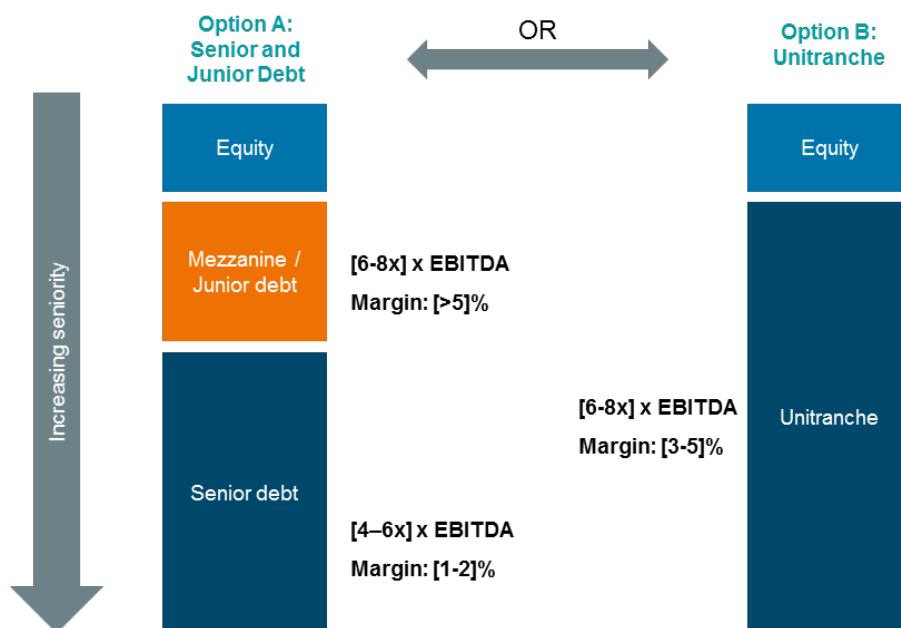 Option A:
Senior and
Junior Debt
OR
Option B:
Unitranche
Increasing seniority
Equity
Equity
Mezzanine /
Junior debt
[6-8x] x EBITDA
Margin: [>5]%
[6-8x] x EBITDA
Margin: [3-5]%
Unitranche
Senior debt
[4–6x] x EBITDA
Margin: [1-2]%